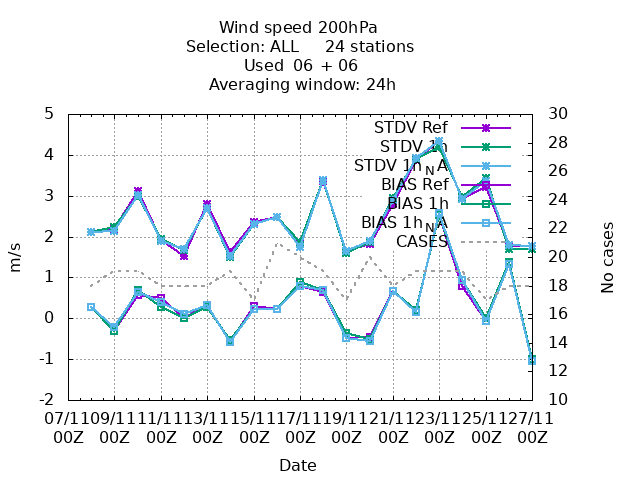 Wind speed 200hPa
Selection: ALL 24 stations
Used 06 + 06
Averaging window: 24h
5
4
3
2
1
0
-1
-2
m/s
30
28
26
24
22
20
18
16
14
12
10
No cases
STDV Ref
STDV 1h
STDV 1h_NA
BIAS Ref
BIAS 1h
BIAS 1h_NA
CASES
07/11 09/11 11/11 13/11 15/11 17/11 19/11 21/11 23/11 25/11 27/11
00Z 00Z 00Z 00Z 00Z 00Z 00Z 00Z 00Z 00Z 00Z
Date